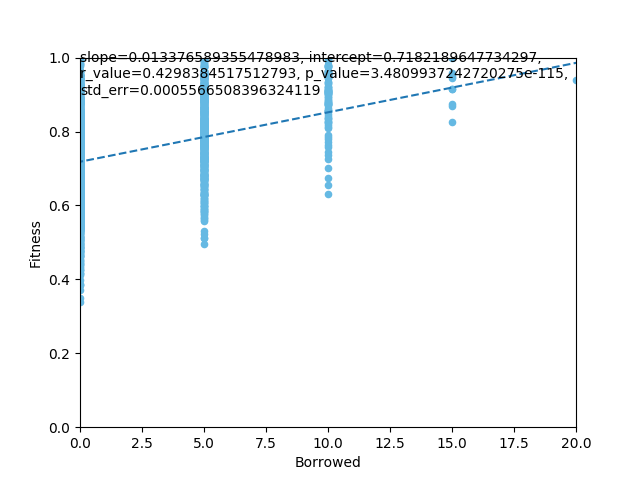 slope=0.013376589355478983, intercept=0.7182189647734297,
r_value=0.4298384517512793, p_value=3.4809937242720275e-115,
std_err=0.0005566508396324119
1.0
0.8
0.6
0.4
0.2
0.0
Fitness
0.0 2.5 5.0 7.5 10.0 12.5 15.0 17.5 20.0
Borrowed